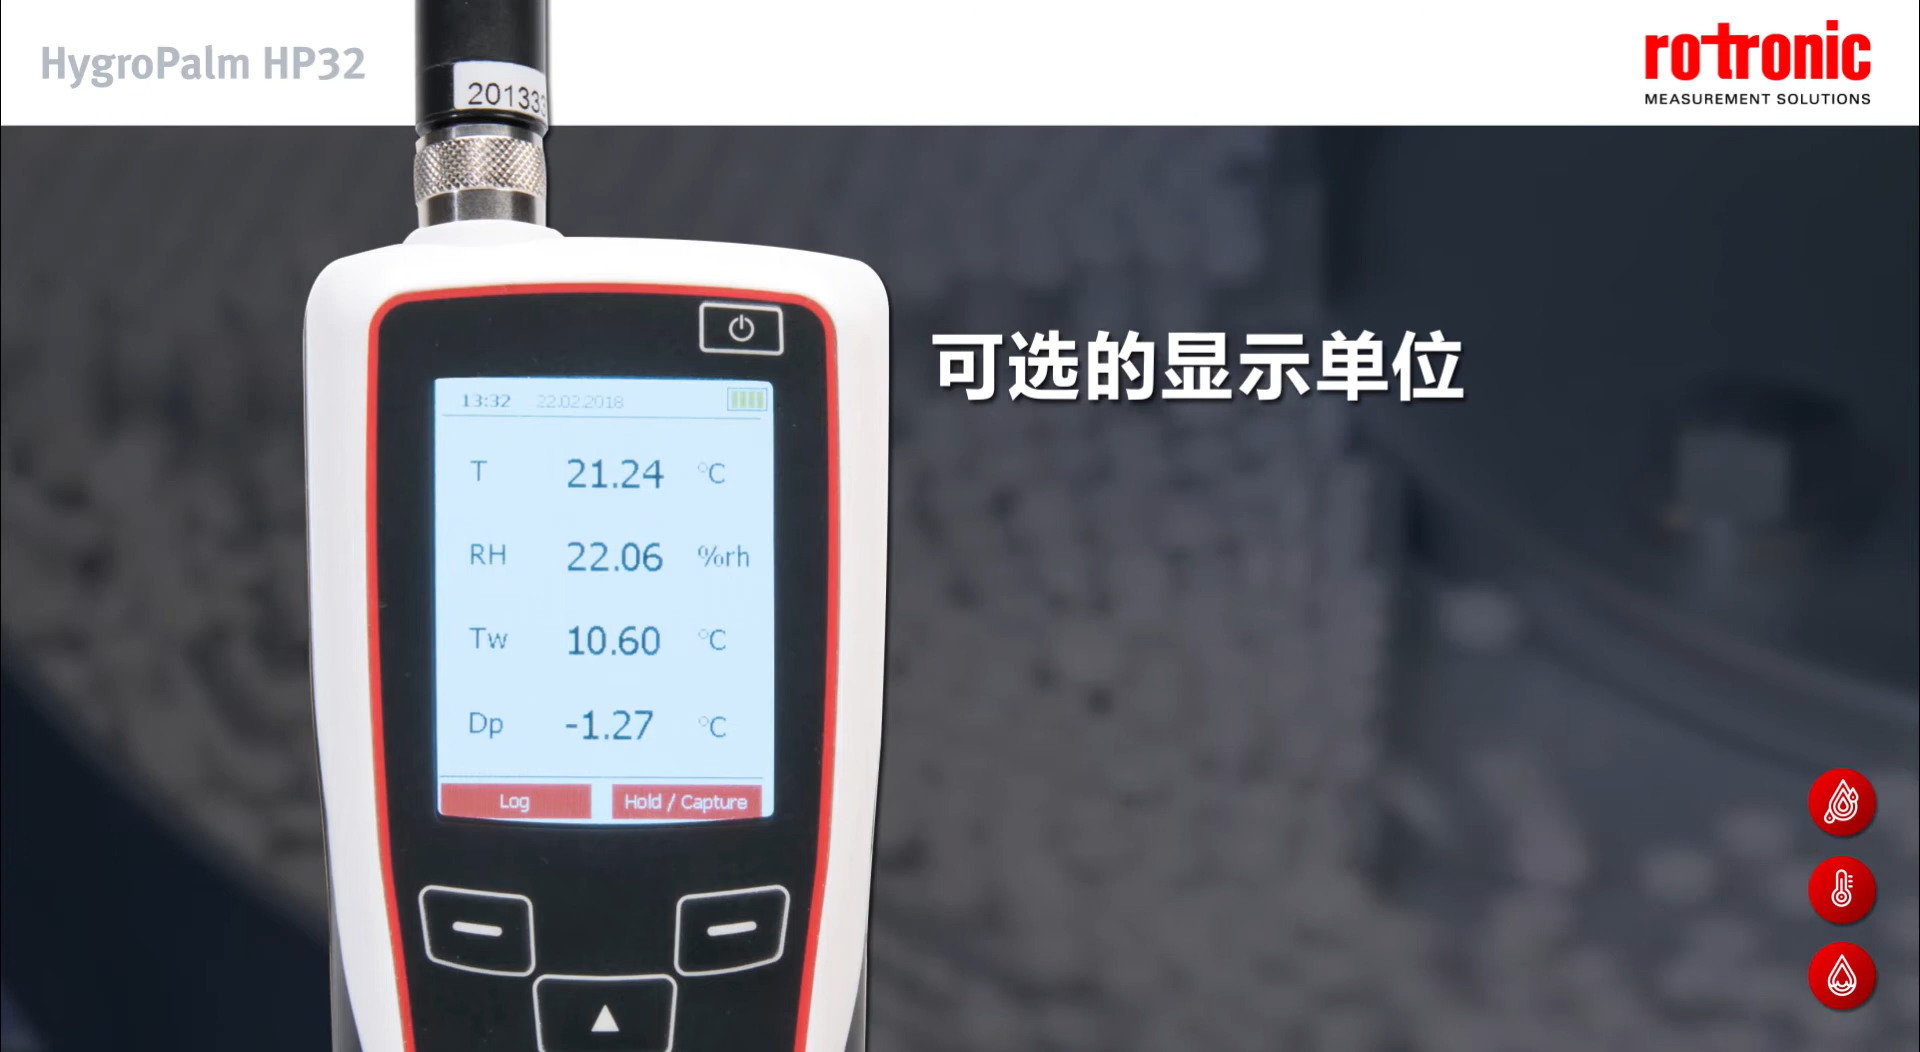 HygroPalm HP32
rotronic
MEASUREMENT SOLUTIONS
201333
可选的显示单位
13:32 22.02.2018
T 21.24 °C
RH 22.06 %rh
Tw 10.60 °C
Dp -1.27 °C
Log Hold / Capture